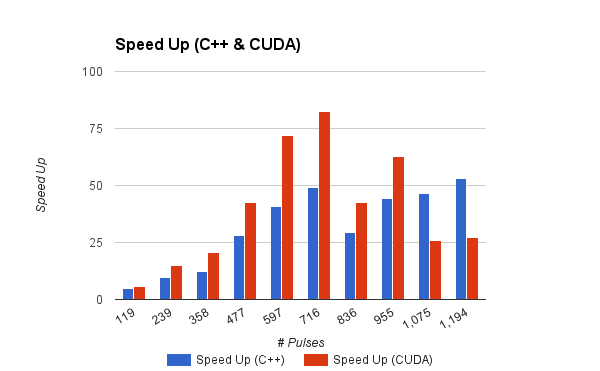 Speed Up (C++ & CUDA)
100
75
50
25
0
Speed Up
119 239 358 477 597 716 836 955 1,075 1,194
# Pulses
Speed Up (C++) Speed Up (CUDA)